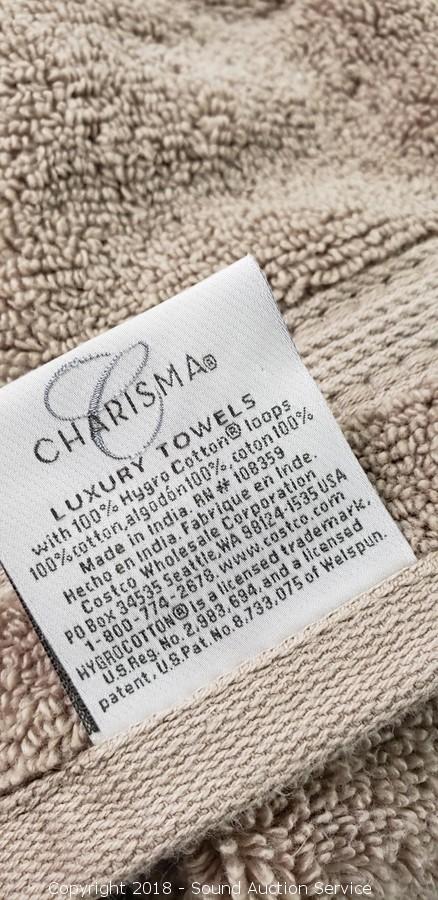 CHARISMA®
LUXURY TOWELS
with 100% Hygro Cotton® loops
100% cotton, algodón 100%, coton 100%
Made in India. RN# 108359
Hecho en India. Fabrique en Inde.
Costco Wholesale Corporation
PO Box 34535 Seattle, WA 98124-1535 USA
1-800-774-2678, www.costco.com
HYGROCOTTON® is a licensed trademark,
U.S. Reg. No. 2,983,694, and a licensed
patent, U.S. Pat No. 8,733,075 of Welspun.
Copyright 2018 - Sound Auction Service